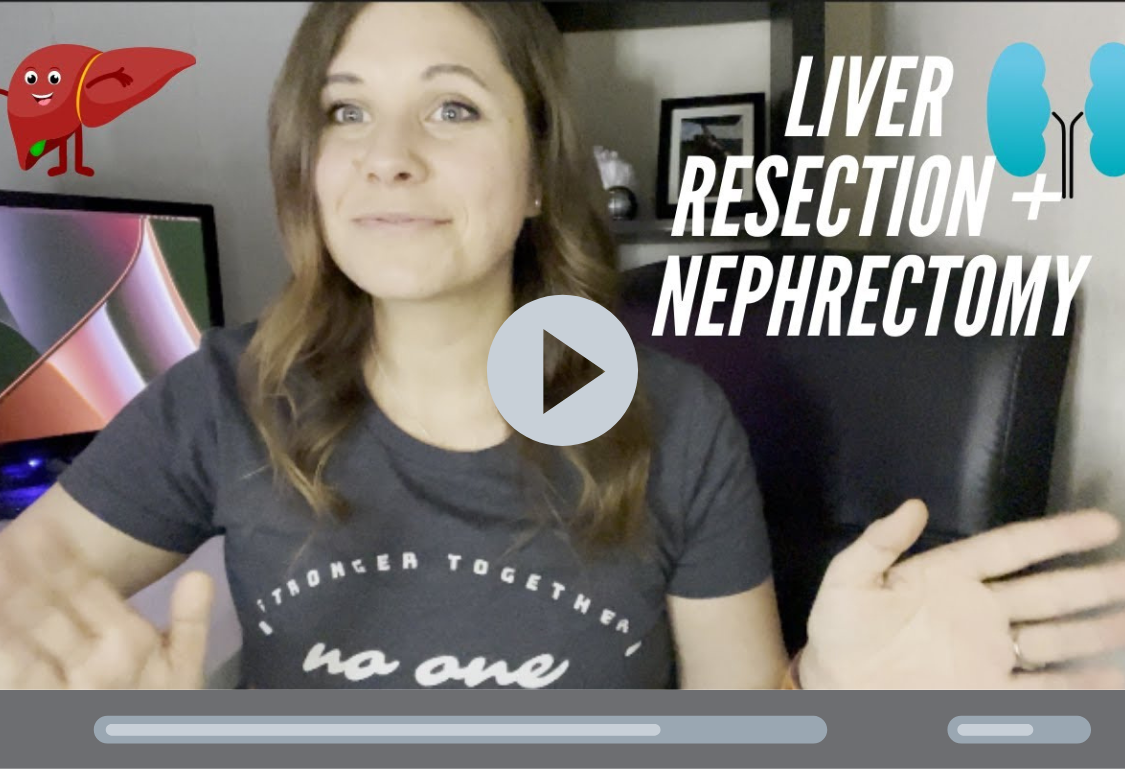 LIVER
RESECTION +
NEPHRECTOMY
STRONGER TOGETHER
no one